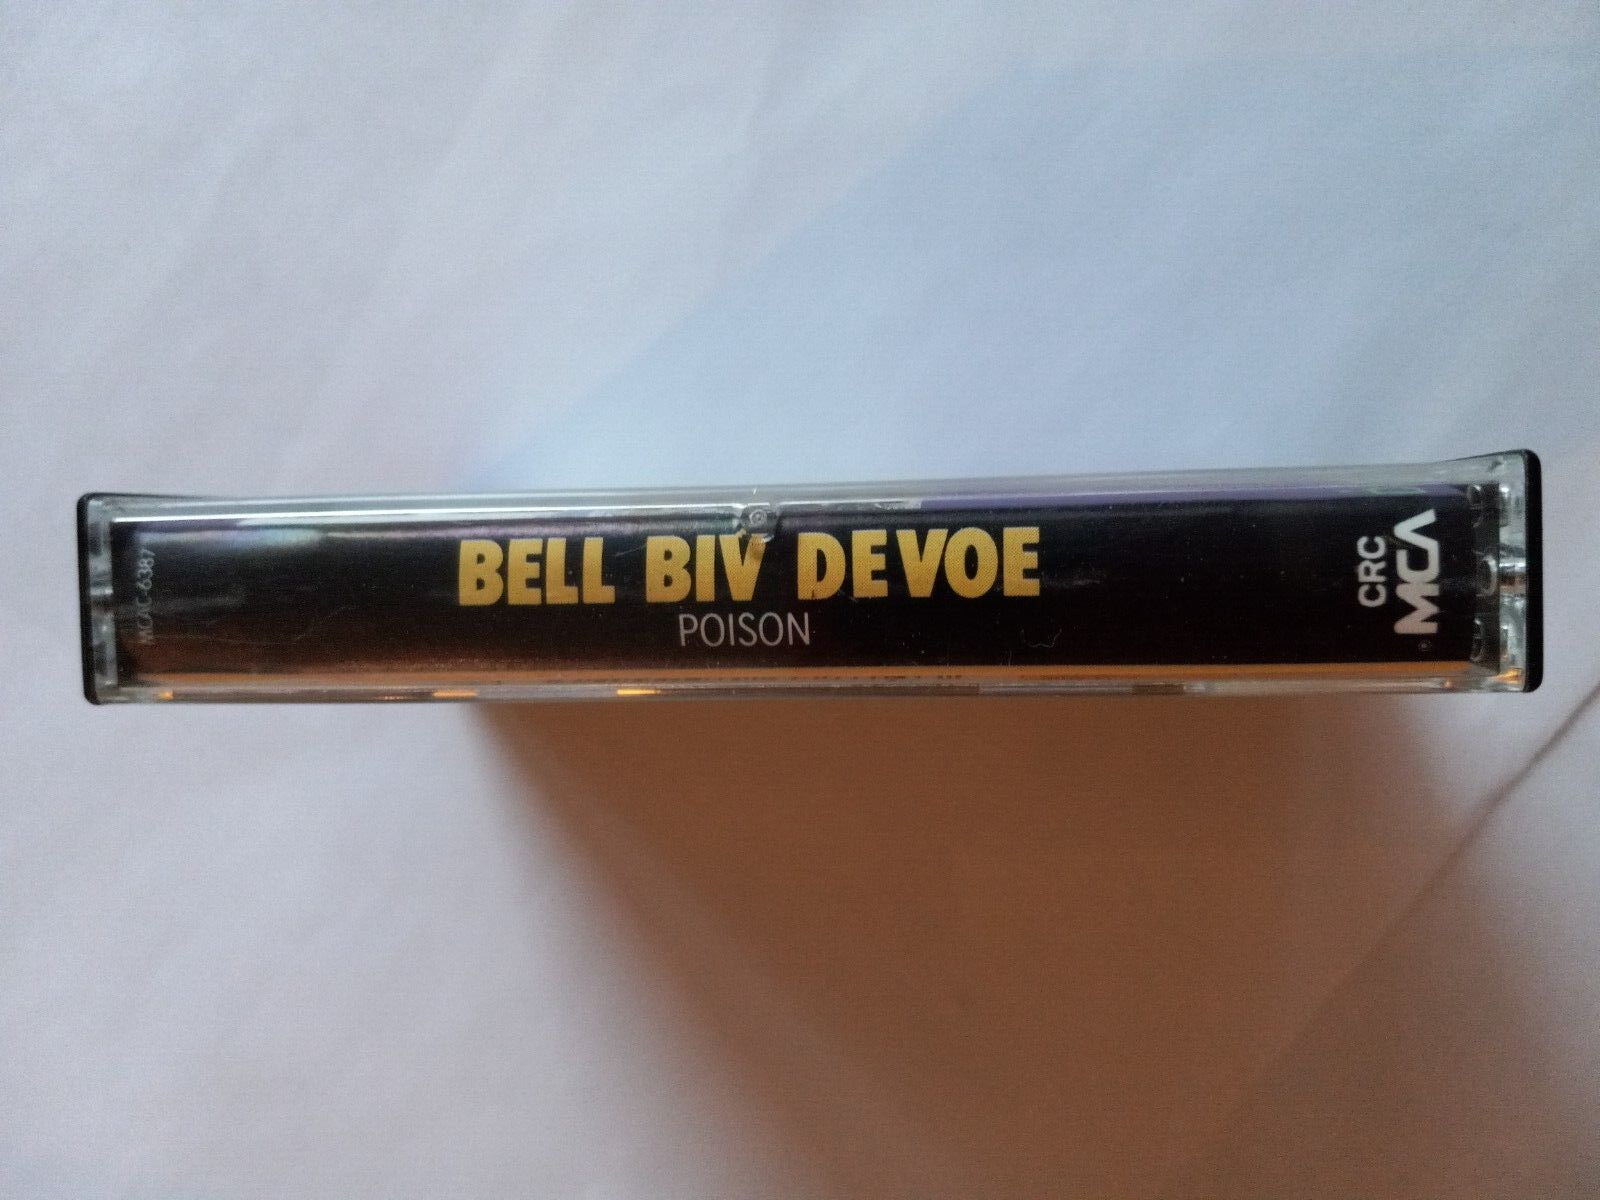 MCAC-6387
BELL BIV DEVOE
POISON
CRC
MCA